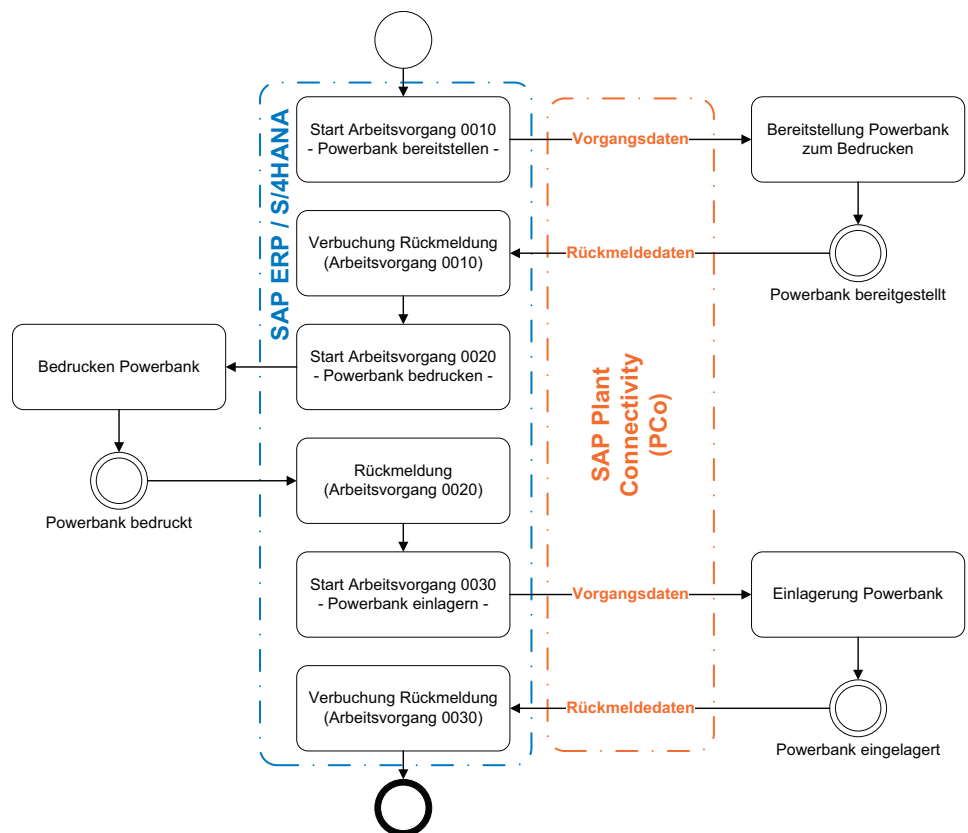 SAP ERP / S/4HANA
Start Arbeitsvorgang 0010
- Powerbank bereitstellen -
Vorgangsdaten
Bereitstellung Powerbank
zum Bedrucken
Verbuchung Rückmeldung
(Arbeitsvorgang 0010)
Rückmeldedaten
Powerbank bereitgestellt
Bedrucken Powerbank
Start Arbeitsvorgang 0020
- Powerbank bedrucken -
SAP Plant
Connectivity
(PCo)
Powerbank bedruckt
Rückmeldung
(Arbeitsvorgang 0020)
Start Arbeitsvorgang 0030
- Powerbank einlagern -
Vorgangsdaten
Einlagerung Powerbank
Verbuchung Rückmeldung
(Arbeitsvorgang 0030)
Rückmeldedaten
Powerbank eingelagert